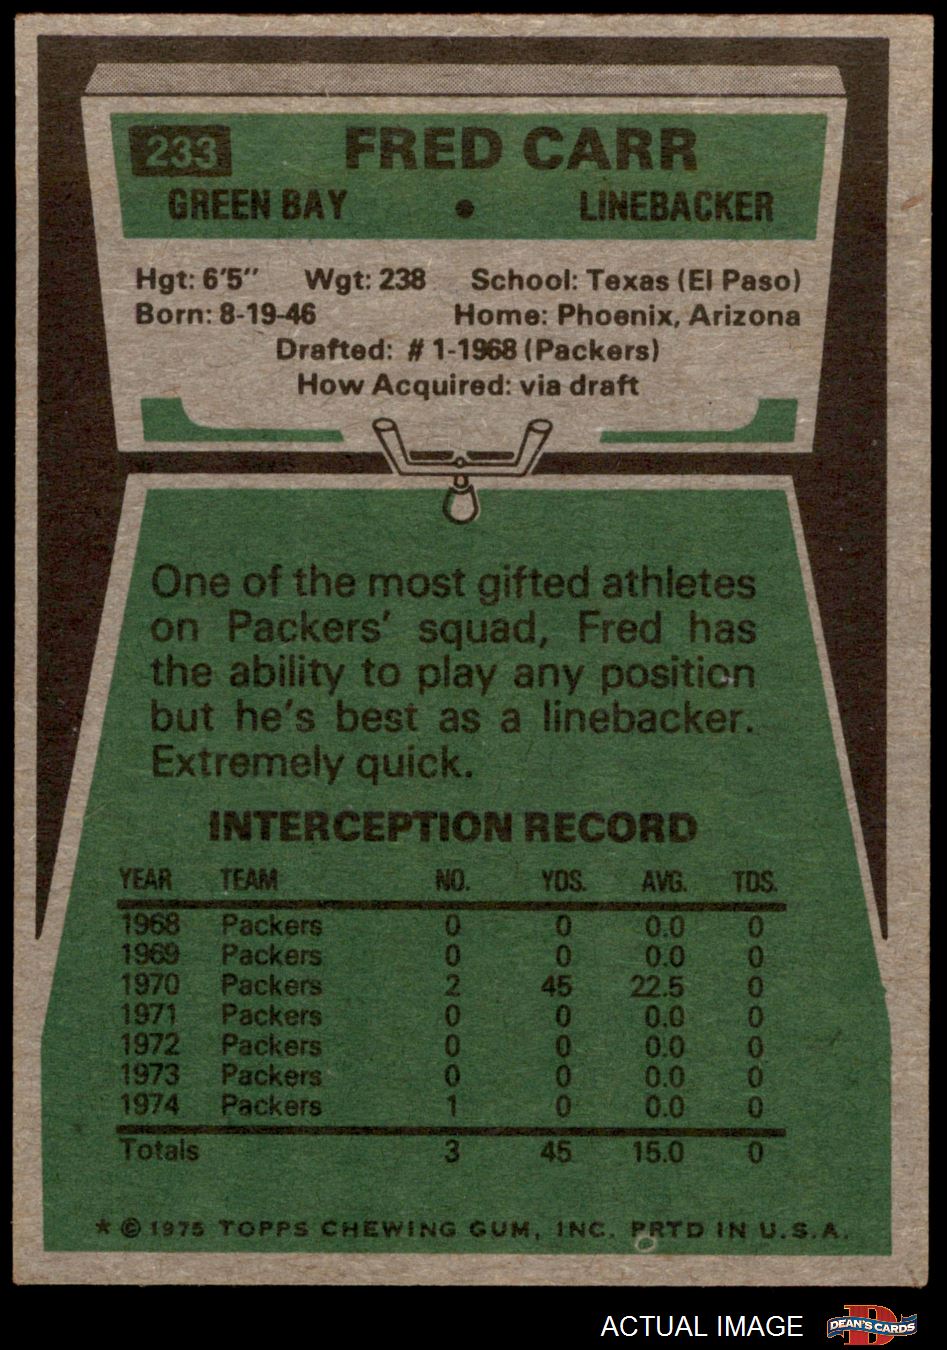 233 FRED CARR
GREEN BAY • LINEBACKER
Hgt: 6'5" Wgt: 238 School: Texas (El Paso)
Born: 8-19-46 Home: Phoenix, Arizona
Drafted: # 1-1968 (Packers)
How Acquired: via draft
One of the most gifted athletes
on Packers' squad, Fred has
the ability to play any position
but he's best as a linebacker.
Extremely quick.
INTERCEPTION RECORD
YEAR TEAM NO. YDS. AVG. TDS.
1968 Packers 0 0 0.0 0
1969 Packers 0 0 0.0 0
1970 Packers 2 45 22.5 0
1971 Packers 0 0 0.0 0
1972 Packers 0 0 0.0 0
1973 Packers 0 0 0.0 0
1974 Packers 1 0 0.0 0
Totals 3 45 15.0 0
* © 1975 TOPPS CHEWING GUM, INC. PRTD IN U.S.A.
ACTUAL IMAGE D DEAN'S CARDS